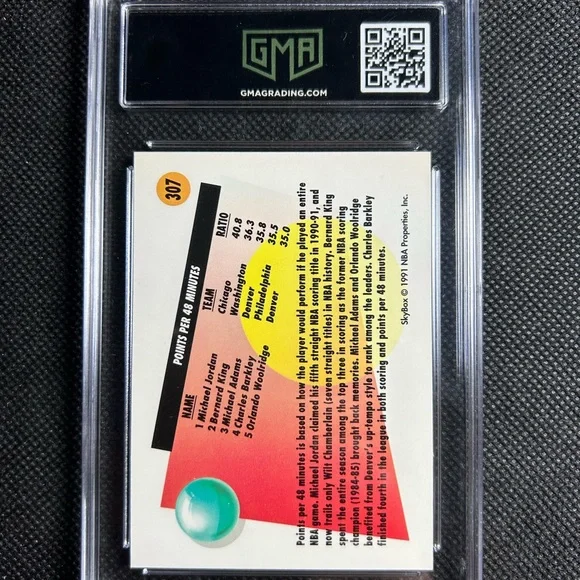 GMA
GMAGRADING.COM
307
POINTS PER 48 MINUTES
NAME TEAM RATIO
1 Michael Jordan Chicago 40.8
2 Bernard King Washington 36.3
3 Michael Adams Denver 35.8
4 Charles Barkley Philadelphia 35.5
5 Orlando Woolridge Denver 35.0
Points per 48 minutes is based on how the player would perform if he played an entire
NBA game. Michael Jordan claimed his fifth straight NBA scoring title in 1990-91, and
now trails only Wilt Chamberlain (seven straight titles) in NBA history. Bernard King
spent the entire season among the top three in scoring as the former NBA scoring
champion (1984-85) brought back memories. Michael Adams and Orlando Woolridge
benefited from Denver's up-tempo style to rank among the leaders. Charles Barkley
finished fourth in the league in both scoring and points per 48 minutes.
SkyBox © 1991 NBA Properties, Inc.